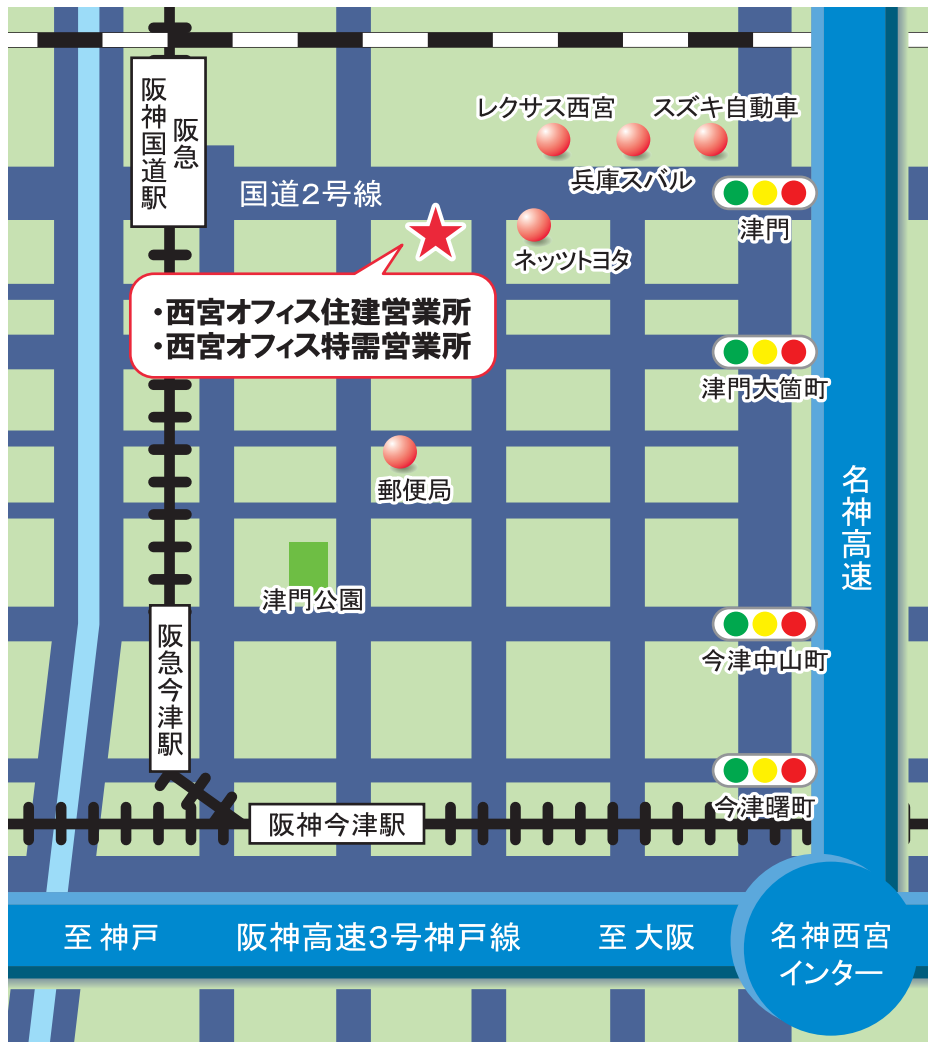 阪急
阪神国道駅
レクサス西宮
スズキ自動車
兵庫スバル
国道2号線
津門
ネッツトヨタ
・西宮オフィス住建営業所
・西宮オフィス特需営業所
津門大箇町
郵便局
名神高速
津門公園
阪急今津駅
今津中山町
今津曙町
阪神今津駅
至 神戸
阪神高速3号神戸線
至 大阪
名神西宮
インター